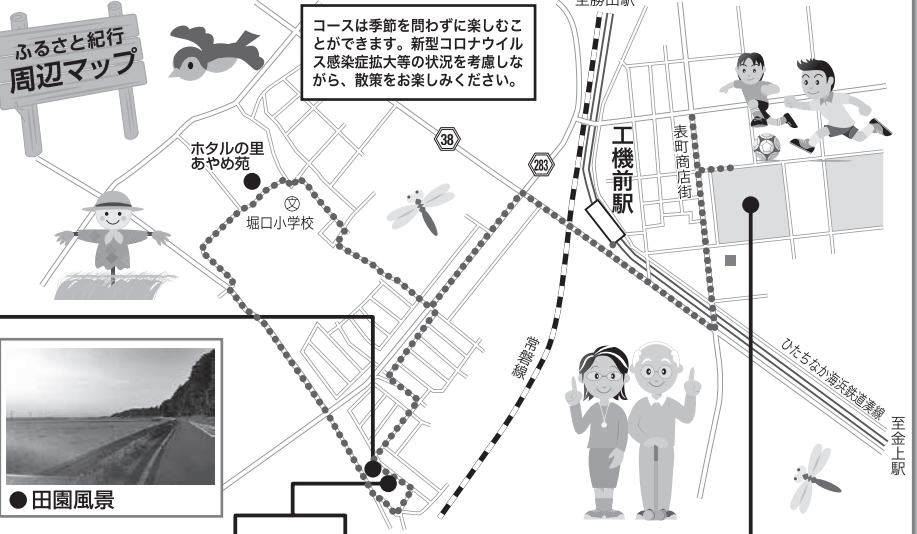 至勝田駅
ふるさと紀行
周辺マップ
コースは季節を問わずに楽しむこ
とができます。新型コロナウイル
ス感染症拡大等の状況を考慮しな
がら、散策をお楽しみください。
38
283
工機前駅
表町商店街
ホタルの里
あやめ苑
文
堀口小学校
常磐線
ひたちなか海浜鉄道湊線
至金上駅
●田園風景